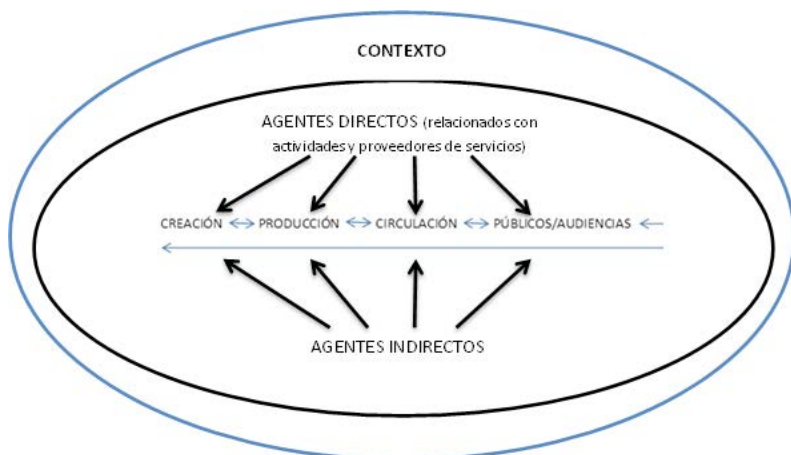 CONTEXTO
AGENTES DIRECTOS (relacionados con
actividades y proveedores de servicios)
CREACIÓN PRODUCCIÓN CIRCULACIÓN PÚBLICOS/AUDIENCIAS
AGENTES INDIRECTOS